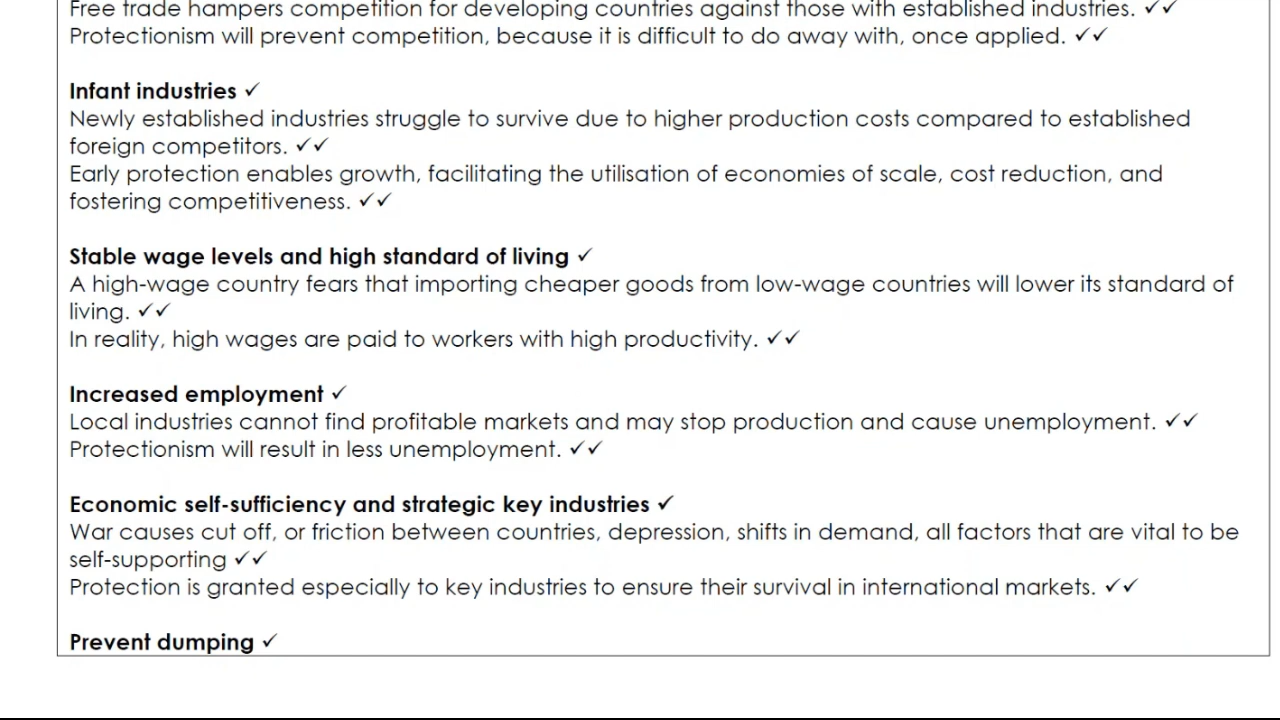 Free trade hampers competition for developing countries against those with established industries. ✓✓
Protectionism will prevent competition, because it is difficult to do away with, once applied. ✓✓
Infant industries ✓
Newly established industries struggle to survive due to higher production costs compared to established
foreign competitors. ✓✓
Early protection enables growth, facilitating the utilisation of economies of scale, cost reduction, and
fostering competitiveness. ✓✓
Stable wage levels and high standard of living ✓
A high-wage country fears that importing cheaper goods from low-wage countries will lower its standard of
living. ✓✓
In reality, high wages are paid to workers with high productivity. ✓✓
Increased employment ✓
Local industries cannot find profitable markets and may stop production and cause unemployment. ✓✓
Protectionism will result in less unemployment. ✓✓
Economic self-sufficiency and strategic key industries ✓
War causes cut off, or friction between countries, depression, shifts in demand, all factors that are vital to be
self-supporting ✓✓
Protection is granted especially to key industries to ensure their survival in international markets. ✓✓
Prevent dumping ✓